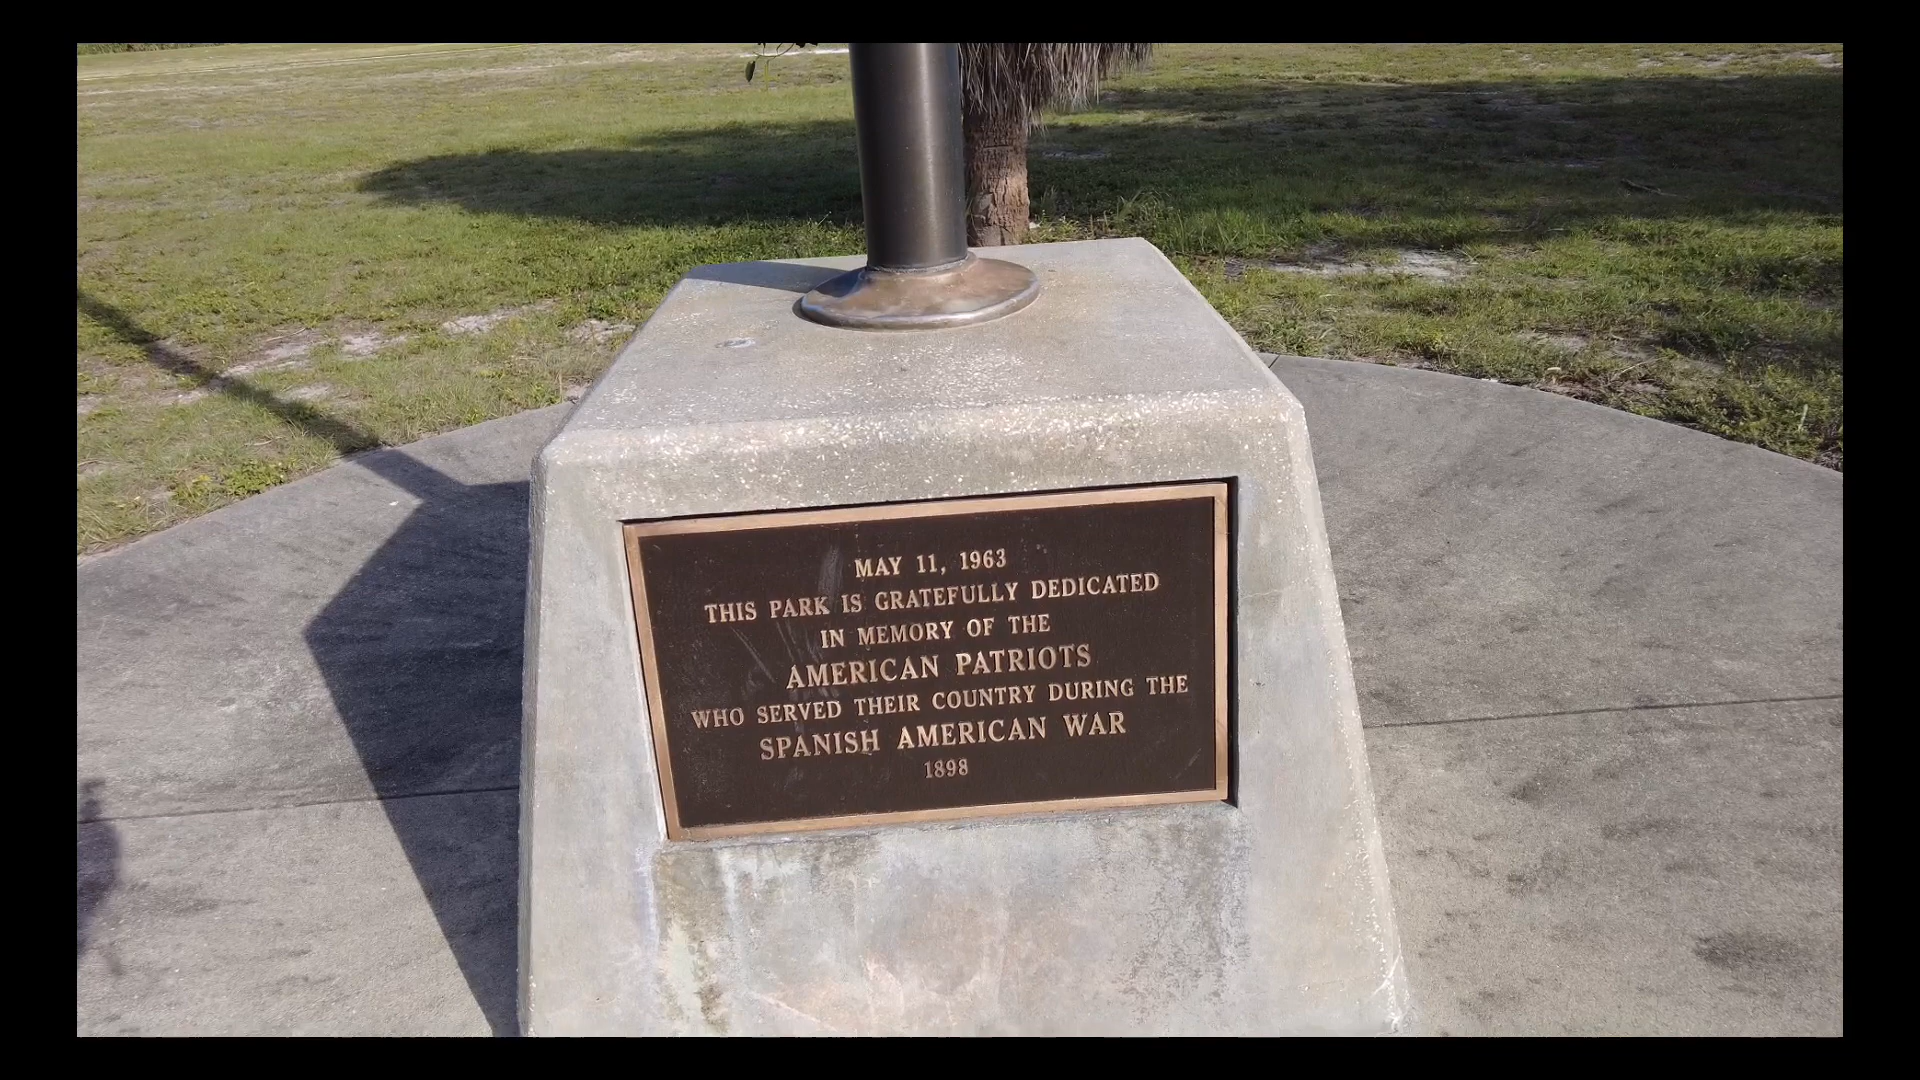 MAY 11, 1963
THIS PARK IS GRATEFULLY DEDICATED
IN MEMORY OF THE
AMERICAN PATRIOTS
WHO SERVED THEIR COUNTRY DURING THE
SPANISH AMERICAN WAR
1898